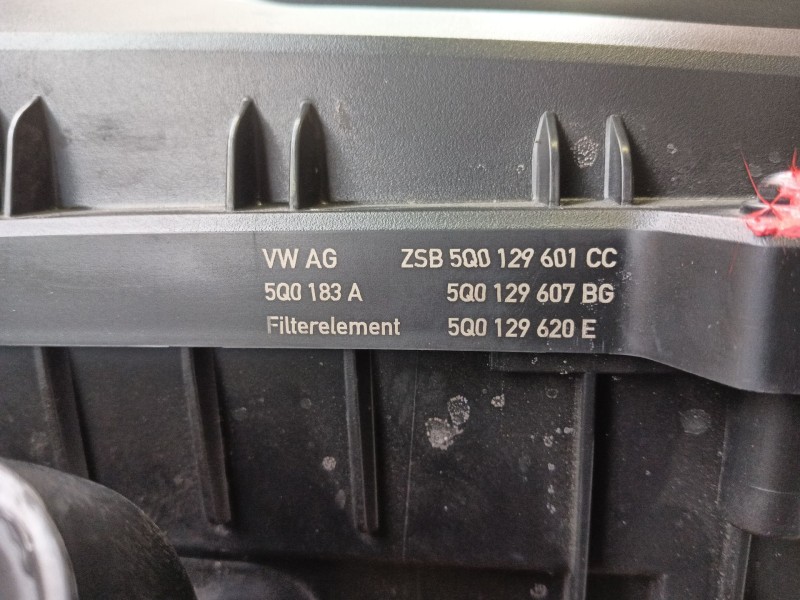 VW AG ZSB 5Q0 129 601 CC
5Q0 183 A 5Q0 129 607 BG
Filterelement 5Q0 129 620 E